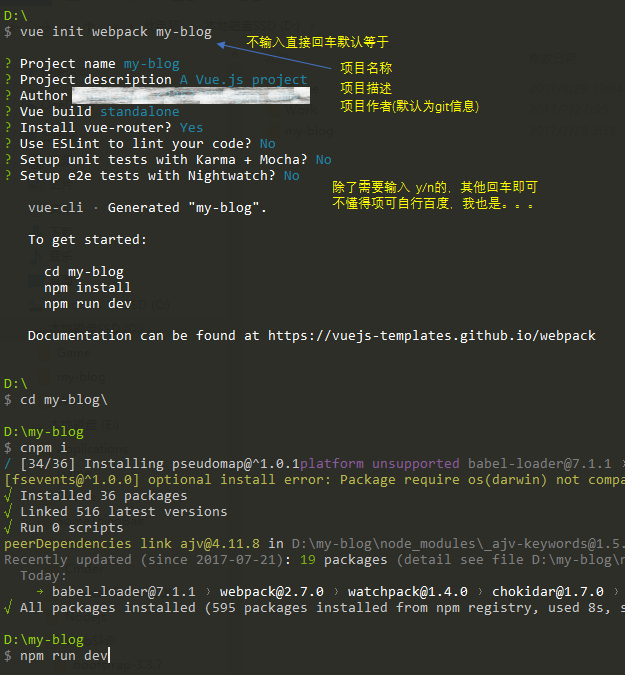 D:\
$ vue init webpack my-blog
不输入直接回车默认等于
? Project name my-blog
项目名称
? Project description A Vue.js project
项目描述
? Author
项目作者(默认为git信息)
? Vue build standalone
? Install vue-router? Yes
? Use ESLint to lint your code? No
? Setup unit tests with Karma + Mocha? No
? Setup e2e tests with Nightwatch? No
除了需要输入 y/n的，其他回车即可
不懂得项可自行百度，我也是。。。
vue-cli · Generated "my-blog".
To get started:
cd my-blog
npm install
npm run dev
Documentation can be found at https://vuejs-templates.github.io/webpack
D:\
$ cd my-blog\
D:\my-blog
$ cnpm i
/ [34/36] Installing pseudomap@^1.0.1platform unsupported babel-loader@7.1.1 ›
[fsevents@^1.0.0] optional install error: Package require os(darwin) not compa
√ Installed 36 packages
√ Linked 516 latest versions
√ Run 0 scripts
peerDependencies link ajv@4.11.8 in D:\my-blog\node_modules\_ajv-keywords@1.5.
Recently updated (since 2017-07-21): 19 packages (detail see file D:\my-blog\n
Today:
→ babel-loader@7.1.1 › webpack@2.7.0 › watchpack@1.4.0 › chokidar@1.7.0 ›
√ All packages installed (595 packages installed from npm registry, used 8s, s
D:\my-blog
$ npm run dev